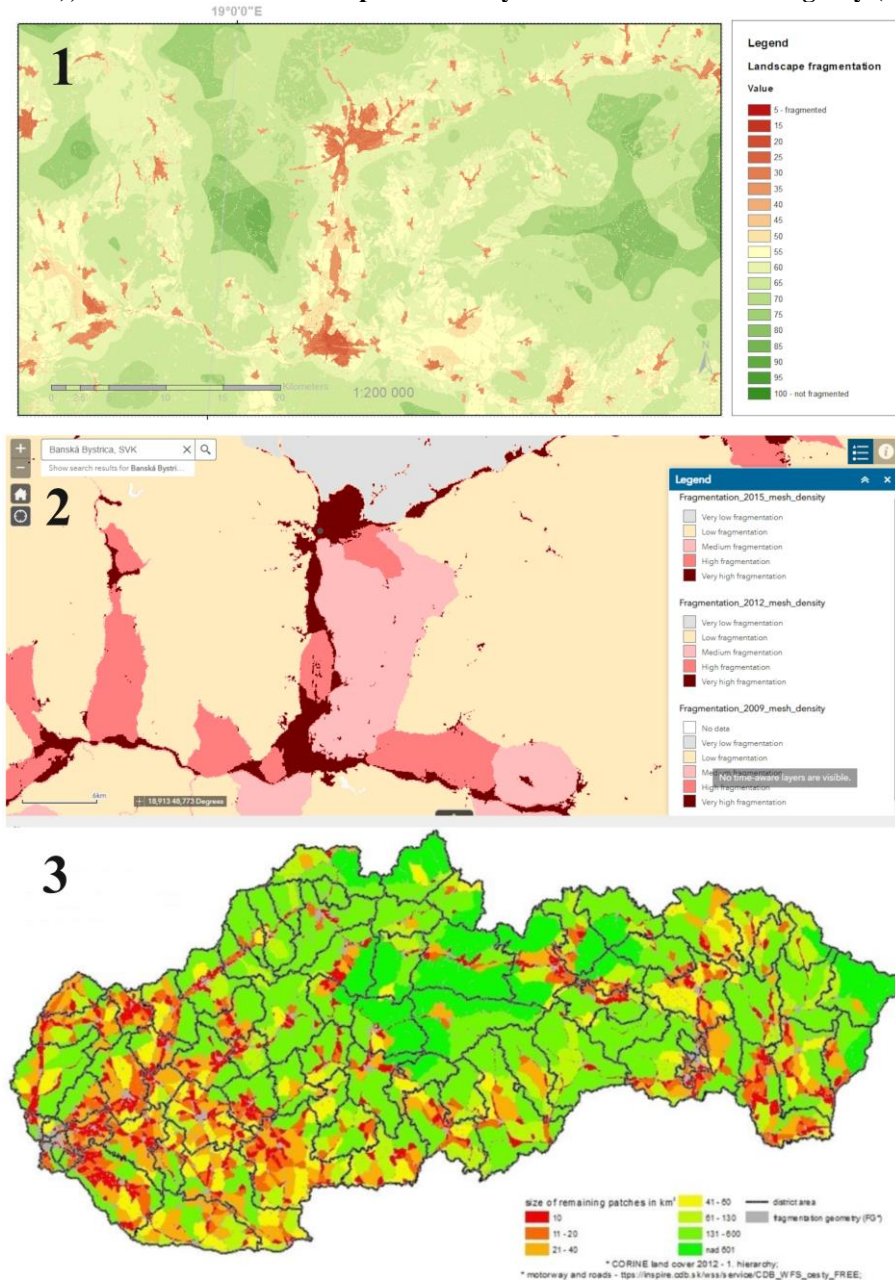 19°0'0"E
1
Legend
Landscape fragmentation
Value
5 - fragmented
15
20
25
30
35
40
45
50
55
60
65
70
75
80
85
90
95
100 - not fragmented
N
Kilometers
0 2.5 5 10 15 20
1:200 000
Banská Bystrica, SVK
Show search results for Banská Bystri...
2
Legend
Fragmentation_2015_mesh_density
Very low fragmentation
Low fragmentation
Medium fragmentation
High fragmentation
Very high fragmentation
Fragmentation_2012_mesh_density
Very low fragmentation
Low fragmentation
Medium fragmentation
High fragmentation
Very high fragmentation
Fragmentation_2009_mesh_density
No data
Very low fragmentation
Low fragmentation
No time-aware layers are visible.
High fragmentation
Very high fragmentation
6km
18,913 48,773 Degrees
3
size of remaining patches in km²
10
11 - 20
21 - 40
41 - 60
61 - 130
131 - 600
nad 601
district area
fragmentation geometry (FG*)
* CORINE land cover 2012 - 1. hierarchy;
* motorway and roads - ttps://inspire.cdb.sk/wss/service/CDB_WFS_cesty_FREE;